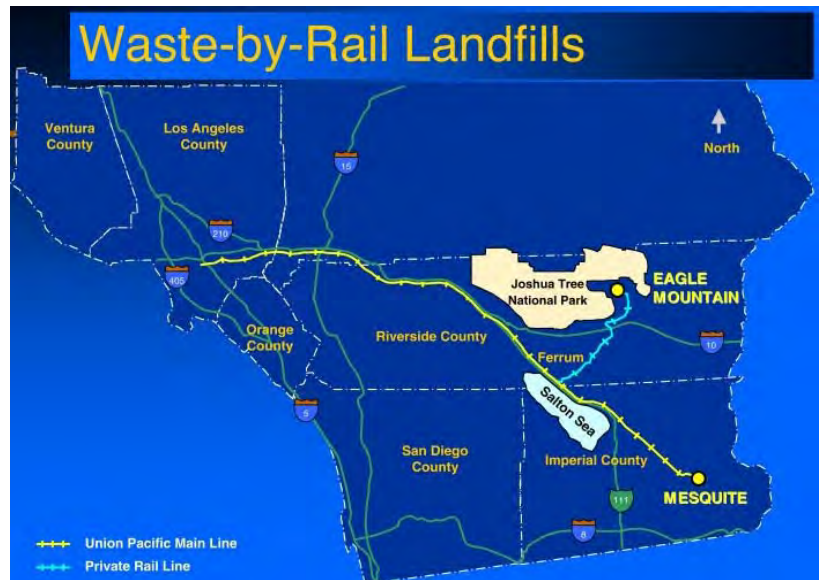 Waste-by-Rail Landfills
Ventura
County
Los Angeles
County
15
North
210
405
Joshua Tree
National Park
EAGLE
MOUNTAIN
Orange
County
Riverside County
Ferrum
10
Salton Sea
5
San Diego
County
Imperial County
MESQUITE
111
8
Union Pacific Main Line
Private Rail Line